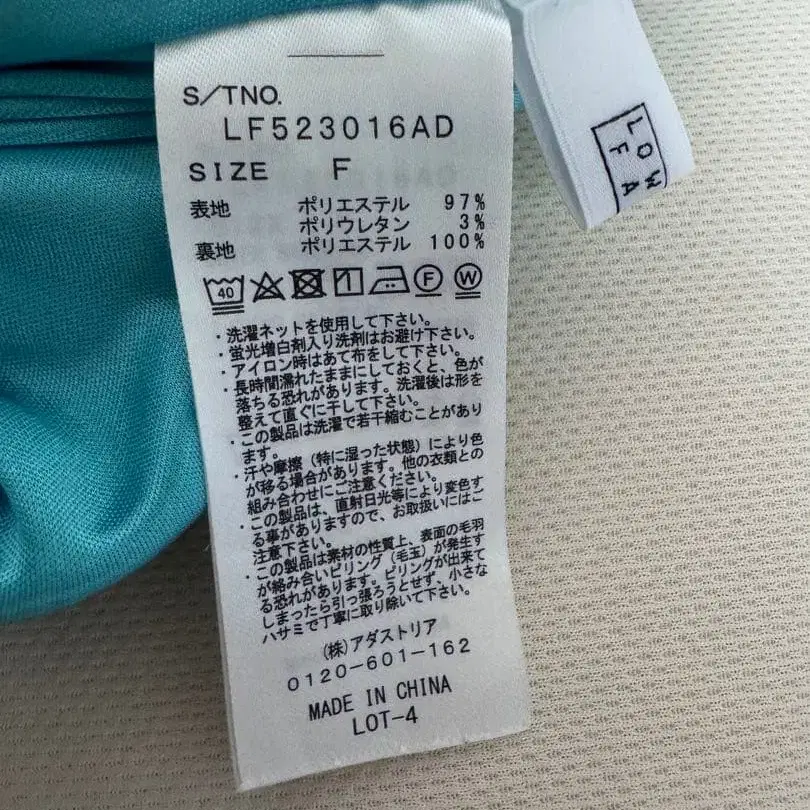 S/TNO.
LF523016AD
SIZE F
表地 ポリエステル 97%
ポリウレタン 3%
裏地 ポリエステル 100%
40 F W
・洗濯ネットを使用して下さい。
・蛍光増白剤入り洗剤はお避け下さい。
・アイロン時はあて布をして下さい。
・長時間濡れたままにしておくと、色が
落ちる恐れがあります。洗濯後は形を
整えて直ぐに干して下さい。
・この製品は洗濯で若干縮むことがあり
ます。
・汗や摩擦（特に湿った状態）により色
が移る場合があります。他の衣類との
組み合わせにご注意ください。
・この製品は、直射日光等により変色す
る事がありますので、お取扱いにはご
注意下さい。
・この製品は素材の性質上、表面の毛羽
が絡み合いピリング（毛玉）が発生す
る恐れがあります。ピリングが出来て
しまったら引っ張ろうとせず、小さな
ハサミで丁寧に取り除いて下さい。
(株)アダストリア
0120-601-162
MADE IN CHINA
LOT-4
LOW
FA